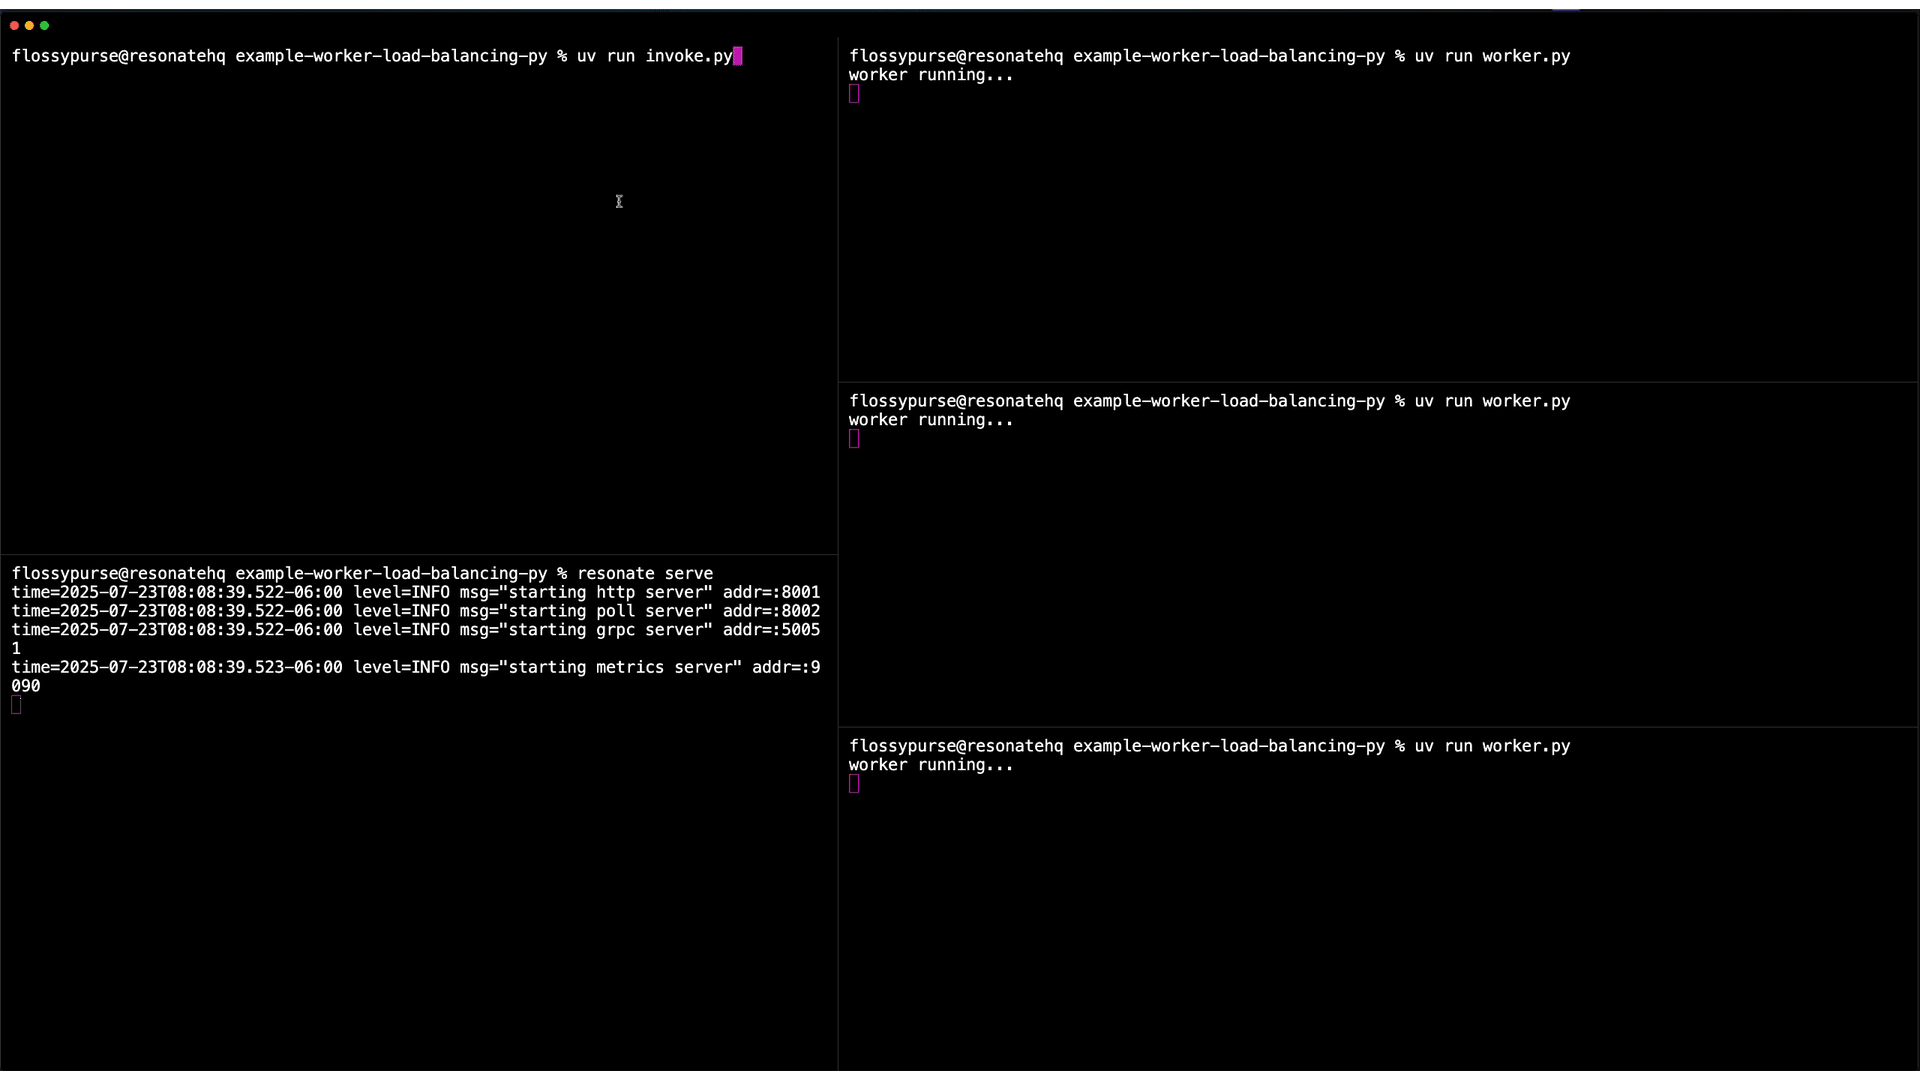 flossypurse@resonatehq example-worker-load-balancing-py % uv run invoke.py
flossypurse@resonatehq example-worker-load-balancing-py % resonate serve
time=2025-07-23T08:08:39.522-06:00 level=INFO msg="starting http server" addr=:8001
time=2025-07-23T08:08:39.522-06:00 level=INFO msg="starting poll server" addr=:8002
time=2025-07-23T08:08:39.522-06:00 level=INFO msg="starting grpc server" addr=:5005
1
time=2025-07-23T08:08:39.523-06:00 level=INFO msg="starting metrics server" addr=:9
090
flossypurse@resonatehq example-worker-load-balancing-py % uv run worker.py
worker running...
flossypurse@resonatehq example-worker-load-balancing-py % uv run worker.py
worker running...
flossypurse@resonatehq example-worker-load-balancing-py % uv run worker.py
worker running...